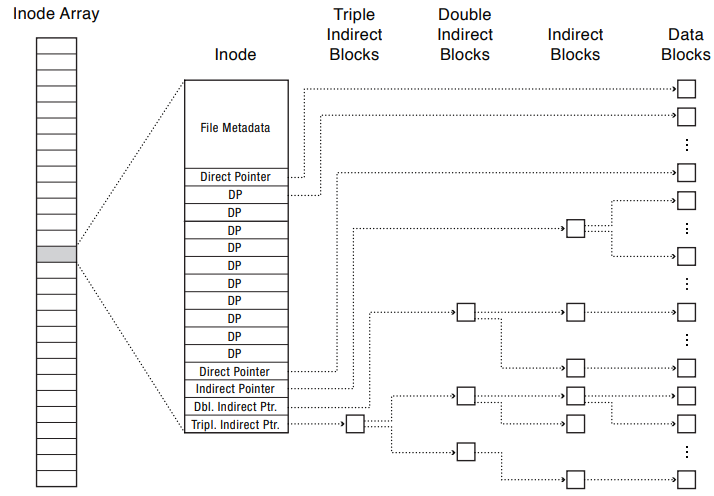 Inode Array
Triple
Indirect
Blocks
Double
Indirect
Blocks
Indirect
Blocks
Data
Blocks
Inode
File Metadata
Direct Pointer
DP
DP
DP
DP
DP
DP
DP
DP
DP
DP
Direct Pointer
Indirect Pointer
Dbl. Indirect Ptr.
Tripl. Indirect Ptr.